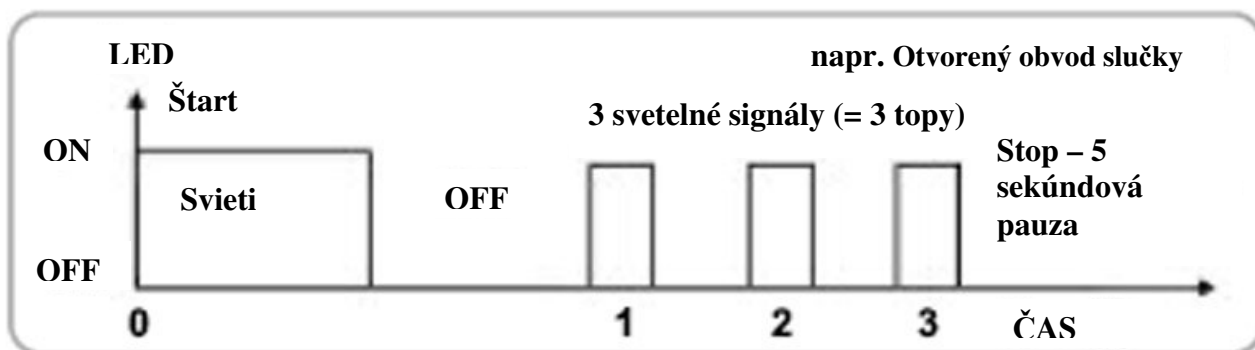 LED
napr. Otvorený obvod slučky
Štart
3 svetelné signály (= 3 topy)
ON
Stop – 5
sekúndová
pauza
Svieti
OFF
OFF
0
1
2
3
ČAS